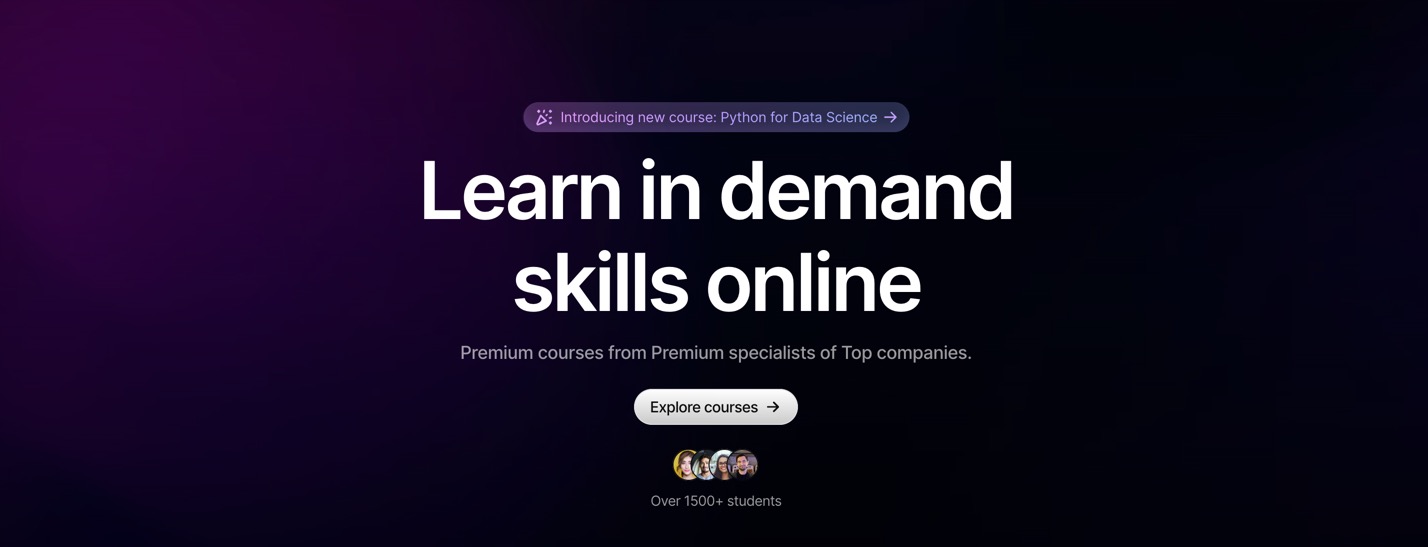 Introducing new course: Python for Data Science →
Learn in demand
skills online
Premium courses from Premium specialists of Top companies.
Explore courses →
Over 1500+ students